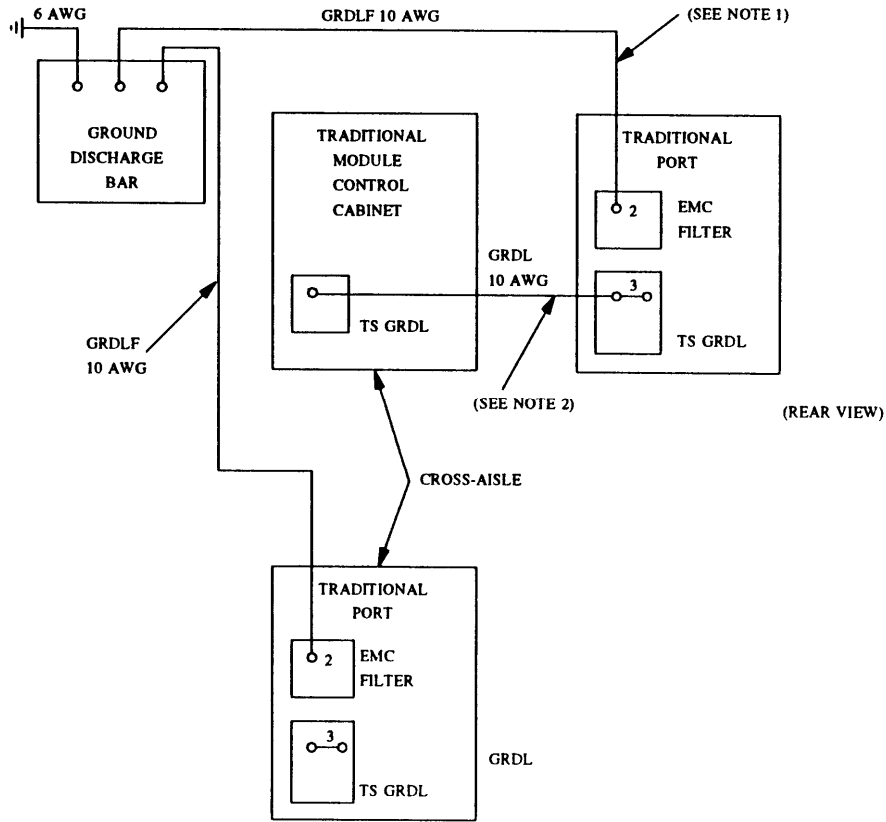 6 AWG
GRDLF 10 AWG
(SEE NOTE 1)
GROUND
DISCHARGE
BAR
TRADITIONAL
MODULE
CONTROL
CABINET
TS GRDL
TRADITIONAL
PORT
2
EMC
FILTER
3
TS GRDL
GRDL
10 AWG
(SEE NOTE 2)
GRDLF
10 AWG
(REAR VIEW)
CROSS-AISLE
TRADITIONAL
PORT
2
EMC
FILTER
3
TS GRDL
GRDL